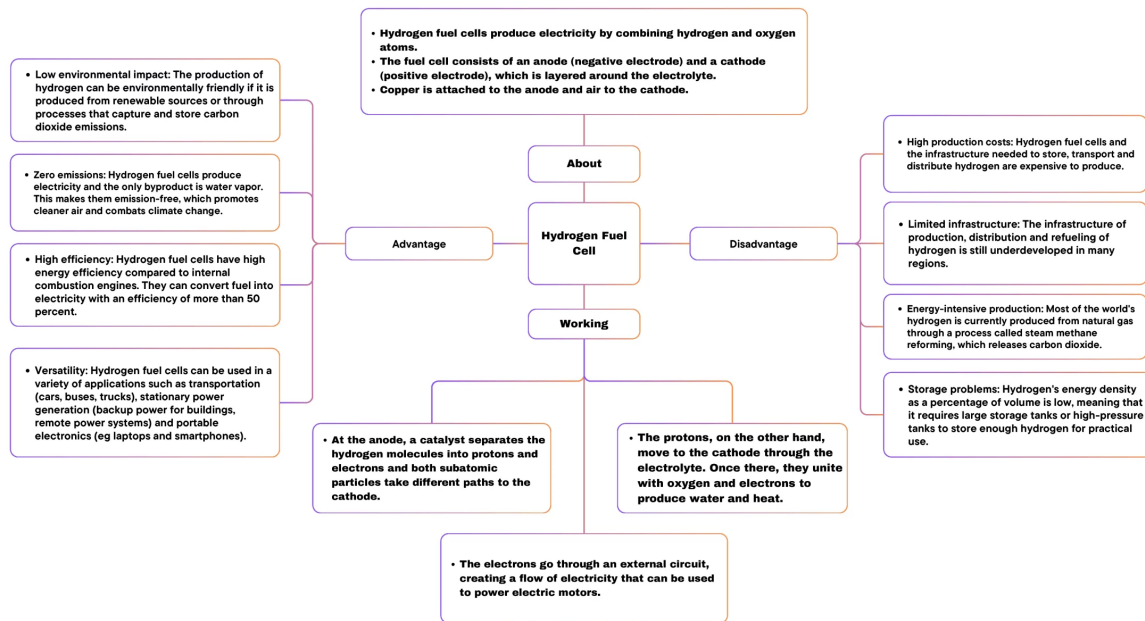 • Hydrogen fuel cells produce electricity by combining hydrogen and oxygen
atoms.
• The fuel cell consists of an anode (negative electrode) and a cathode
(positive electrode), which is layered around the electrolyte.
• Copper is attached to the anode and air to the cathode.
About
Hydrogen Fuel
Cell
Advantage
• Low environmental impact: The production of
hydrogen can be environmentally friendly if it is
produced from renewable sources or through
processes that capture and store carbon
dioxide emissions.
• Zero emissions: Hydrogen fuel cells produce
electricity and the only byproduct is water vapor.
This makes them emission-free, which promotes
cleaner air and combats climate change.
• High efficiency: Hydrogen fuel cells have high
energy efficiency compared to internal
combustion engines. They can convert fuel into
electricity with an efficiency of more than 50
percent.
• Versatility: Hydrogen fuel cells can be used in a
variety of applications such as transportation
(cars, buses, trucks), stationary power
generation (backup power for buildings,
remote power systems) and portable
electronics (eg laptops and smartphones).
Disadvantage
• High production costs: Hydrogen fuel cells and
the infrastructure needed to store, transport and
distribute hydrogen are expensive to produce.
• Limited infrastructure: The infrastructure of
production, distribution and refueling of
hydrogen is still underdeveloped in many
regions.
• Energy-intensive production: Most of the world's
hydrogen is currently produced from natural gas
through a process called steam methane
reforming, which releases carbon dioxide.
• Storage problems: Hydrogen's energy density
as a percentage of volume is low, meaning that
it requires large storage tanks or high-pressure
tanks to store enough hydrogen for practical
use.
Working
• At the anode, a catalyst separates the
hydrogen molecules into protons and
electrons and both subatomic
particles take different paths to the
cathode.
• The protons, on the other hand,
move to the cathode through the
electrolyte. Once there, they unite
with oxygen and electrons to
produce water and heat.
• The electrons go through an external circuit,
creating a flow of electricity that can be used
to power electric motors.